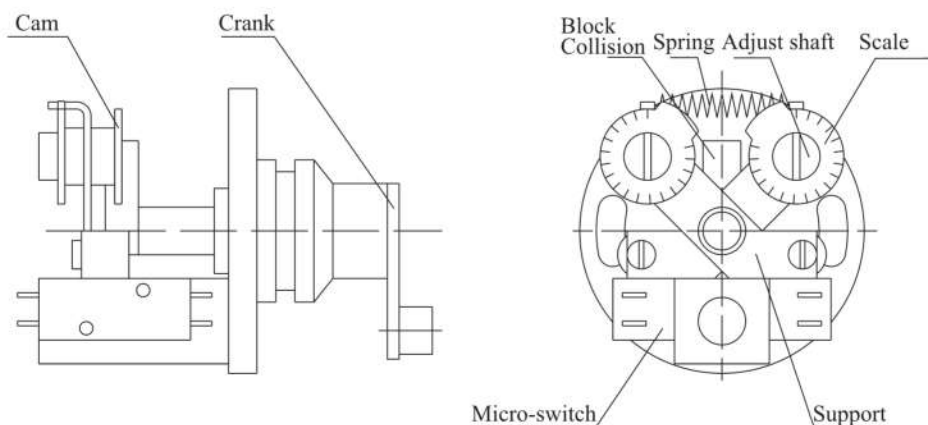 Cam
Crank
Block
Collision
Spring
Adjust shaft
Scale
Micro-switch
Support